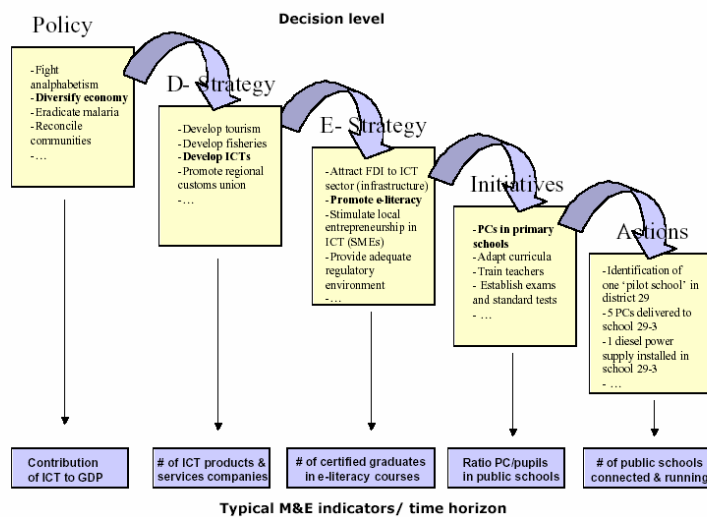 Decision level
Policy
-Fight
analphabetism
-Diversify economy
-Eradicate malaria
-Reconcile
communities
-…
D- Strategy
-Develop tourism
-Develop fisheries
-Develop ICTs
-Promote regional
customs union
-…
E- Strategy
-Attract FDI to ICT
sector (infrastructure)
-Promote e-literacy
-Stimulate local
entrepreneurship in
ICT (SMEs)
-Provide adequate
regulatory
environment
-…
Initiatives
-PCs in primary
schools
-Adapt curricula
-Train teachers
- Establish exams
and standard tests
- …
Actions
-Identification of
one ‘pilot school’ in
district 29
-5 PCs delivered to
school 29-3
-1 diesel power
supply installed in
school 29-3
- …
Contribution
of ICT to GDP
# of ICT products &
services companies
# of certified graduates
in e-literacy courses
Ratio PC/pupils
in public schools
# of public schools
connected & running
Typical M&E indicators/ time horizon